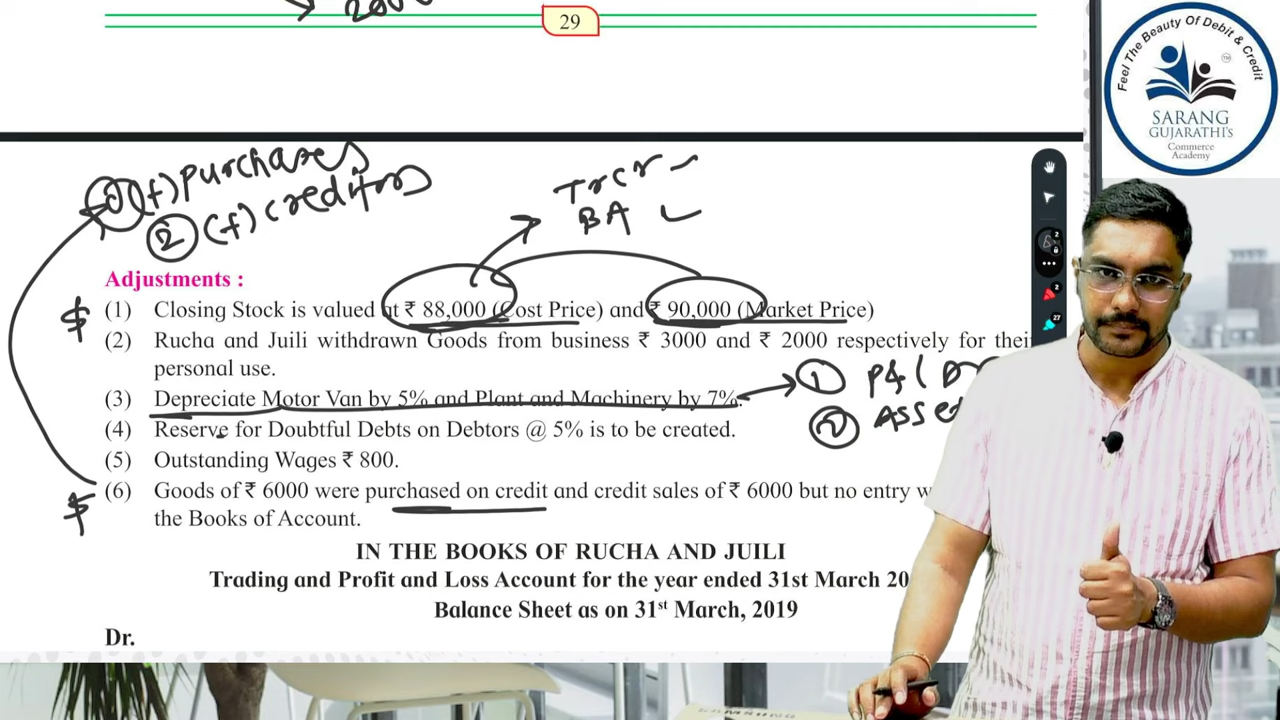 29
Feel The Beauty Of Debit & Credit
TM
SARANG
GUJARATHI'S
Commerce
Academy
① (+) Purchases
② (+) creditors
Trcr -
BA
Adjustments :
$ (1) Closing Stock is valued at ₹ 88,000 (Cost Price) and ₹ 90,000 (Market Price)
(2) Rucha and Juili withdrawn Goods from business ₹ 3000 and ₹ 2000 respectively for their
personal use.
(3) Depreciate Motor Van by 5% and Plant and Machinery by 7%.
① P&L
② Asse
(4) Reserve for Doubtful Debts on Debtors @ 5% is to be created.
(5) Outstanding Wages ₹ 800.
$ (6) Goods of ₹ 6000 were purchased on credit and credit sales of ₹ 6000 but no entry w
the Books of Account.
IN THE BOOKS OF RUCHA AND JUILI
Trading and Profit and Loss Account for the year ended 31st March 20
Balance Sheet as on 31st March, 2019
Dr.